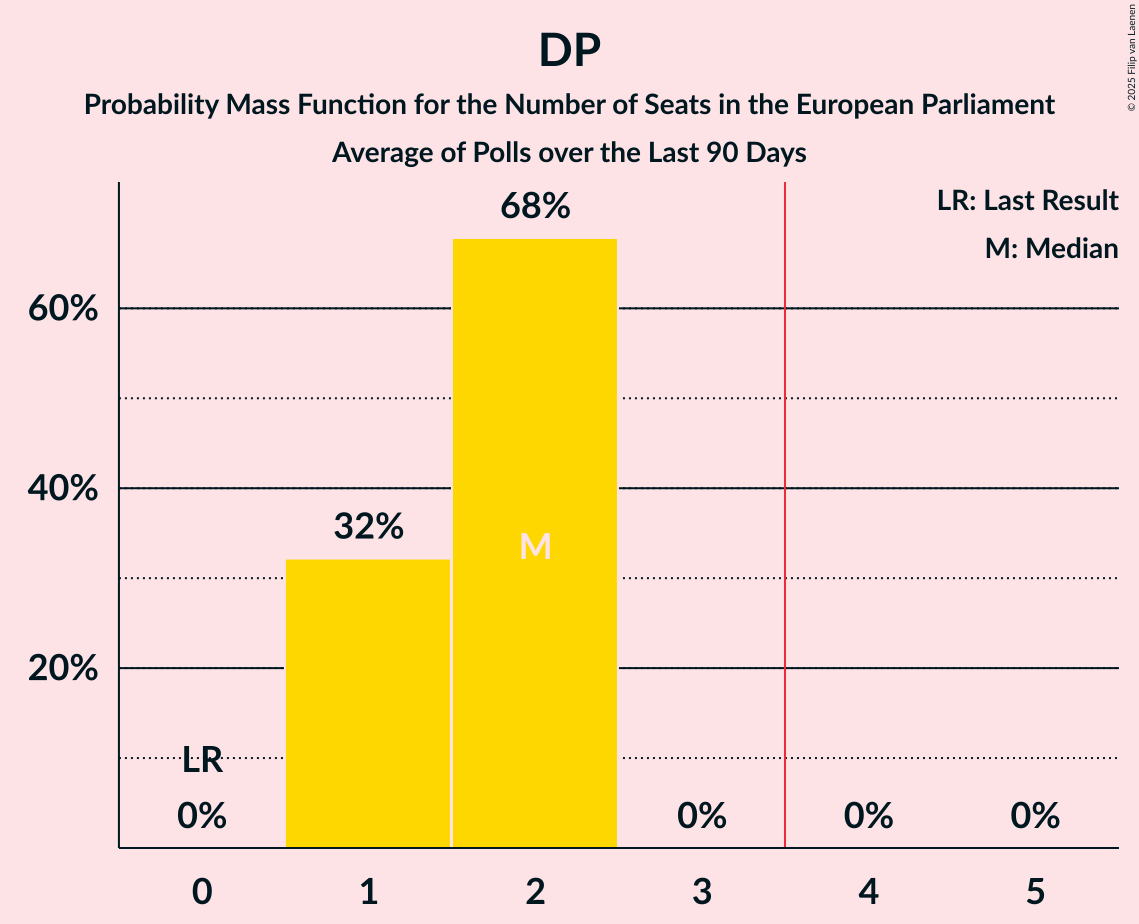 DP
Probability Mass Function for the Number of Seats in the European Parliament
Average of Polls over the Last 90 Days
© 2025 Filip van Laenen
LR: Last Result
M: Median
68%
60%
40%
32%
M
20%
LR
0%
0%
0%
0%
0 1 2 3 4 5